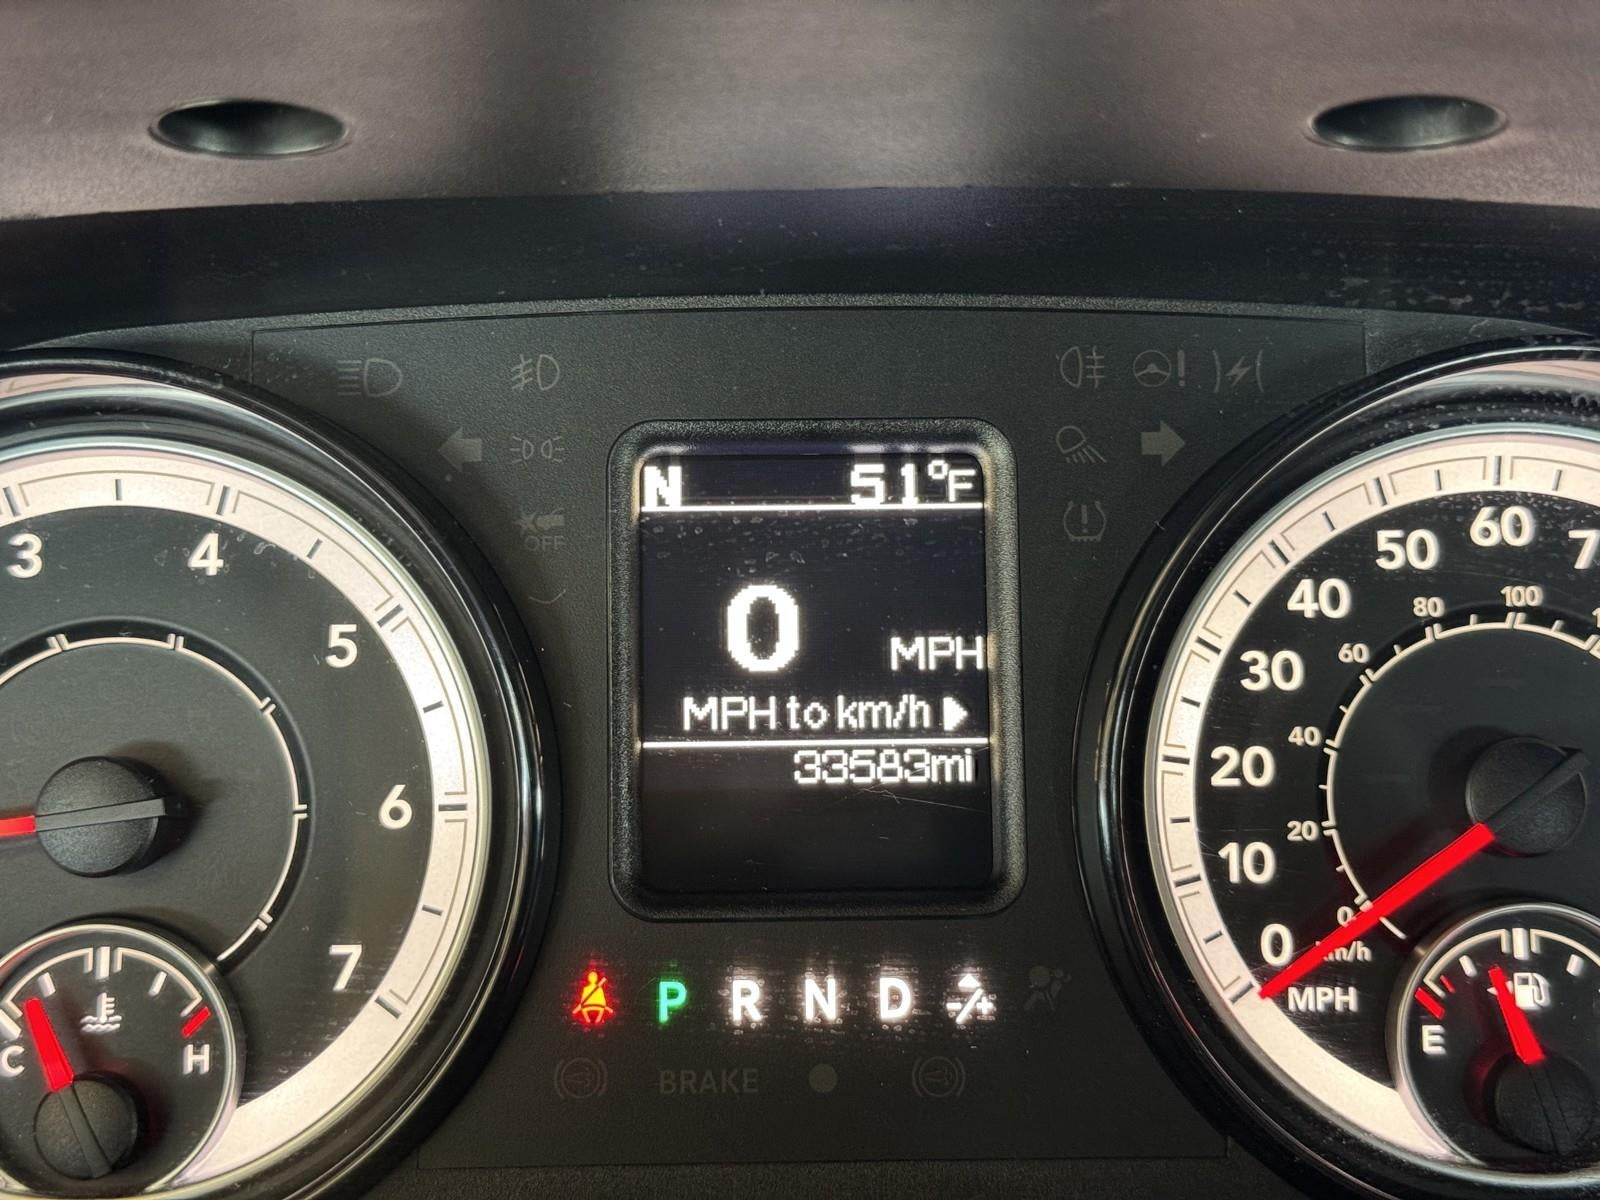 OFF
N 51°F
0 MPH
MPH to km/h
33583mi
3 4 5 6 7
C H
0 10 20 30 40 50 60 7
MPH
0 20 40 60 80 100
km/h
E
P R N D -/+
BRAKE